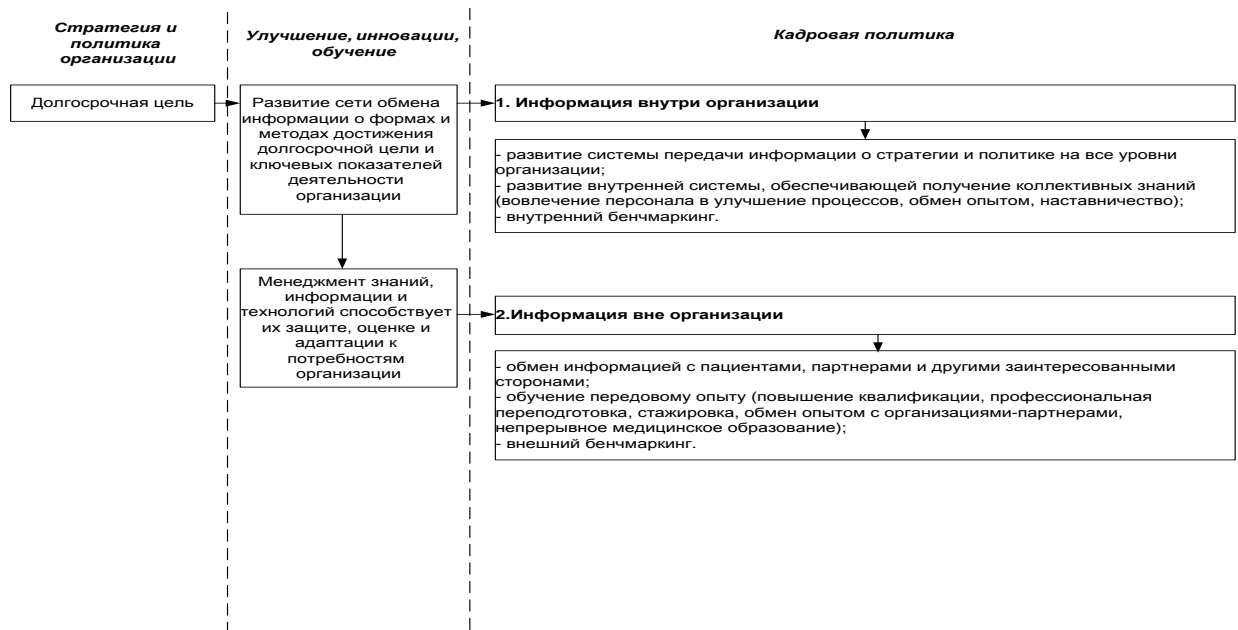 Стратегия и
политика
организации
Улучшение, инновации,
обучение
Кадровая политика
Долгосрочная цель
Развитие сети обмена
информации о формах и
методах достижения
долгосрочной цели и
ключевых показателей
деятельности
организации
1. Информация внутри организации
- развитие системы передачи информации о стратегии и политике на все уровни
организации;
- развитие внутренней системы, обеспечивающей получение коллективных знаний
(вовлечение персонала в улучшение процессов, обмен опытом, наставничество);
- внутренний бенчмаркинг.
Менеджмент знаний,
информации и
технологий способствует
их защите, оценке и
адаптации к
потребностям
организации
2.Информация вне организации
- обмен информацией с пациентами, партнерами и другими заинтересованными
сторонами;
- обучение передовому опыту (повышение квалификации, профессиональная
переподготовка, стажировка, обмен опытом с организациями-партнерами,
непрерывное медицинское образование);
- внешний бенчмаркинг.